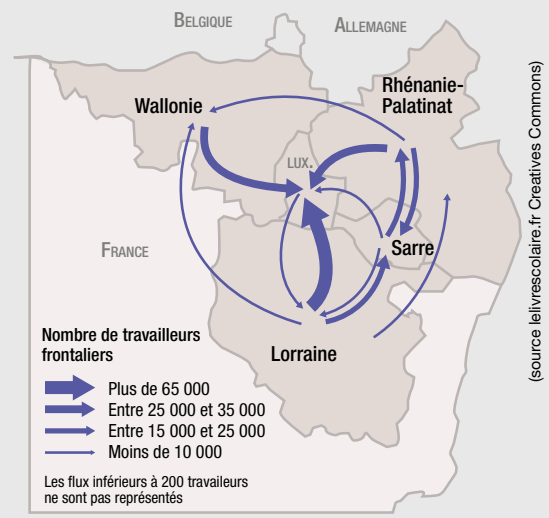 BELGIQUE
ALLEMAGNE
Wallonie
Rhénanie-
Palatinat
LUX.
FRANCE
Sarre
Lorraine
Nombre de travailleurs
frontaliers
Plus de 65 000
Entre 25 000 et 35 000
Entre 15 000 et 25 000
Moins de 10 000
Les flux inférieurs à 200 travaileurs
ne sont pas représentés
(source lelivrescolaire.fr Creatives Commons)